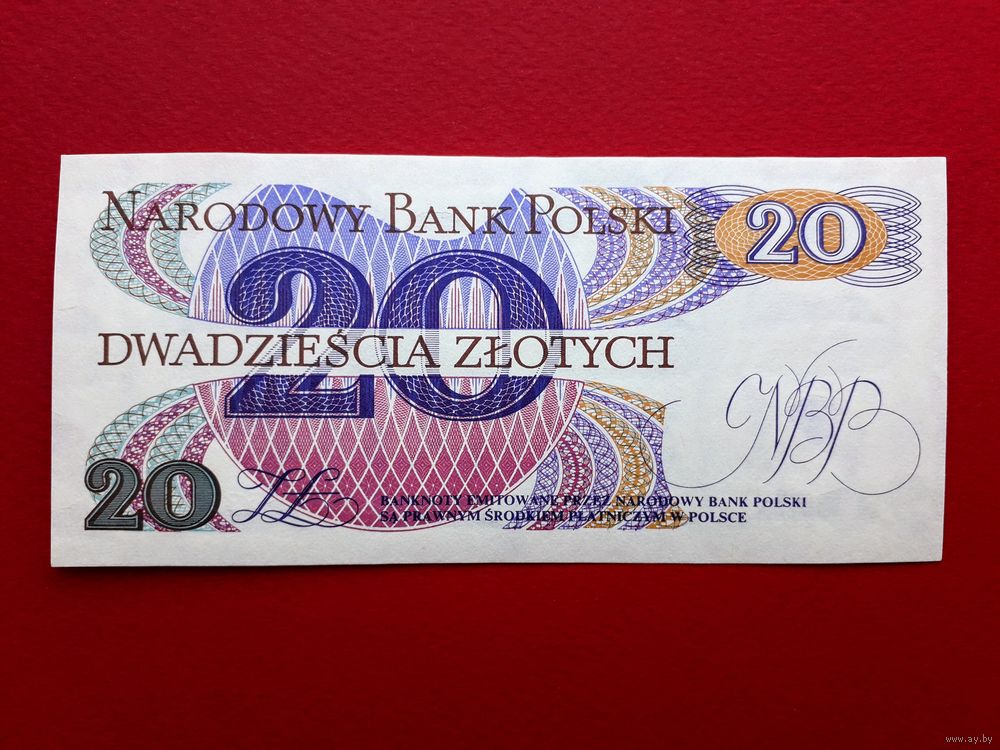 NARODOWY BANK POLSKI
20
20
DWADZIEŚCIA ZŁOTYCH
NBP
20
ZŁ
BANKNOTY EMITOWANE PRZEZ NARODOWY BANK POLSKI
SĄ PRAWNYM ŚRODKIEM PŁATNICZYM W POLSCE
www.ay.by